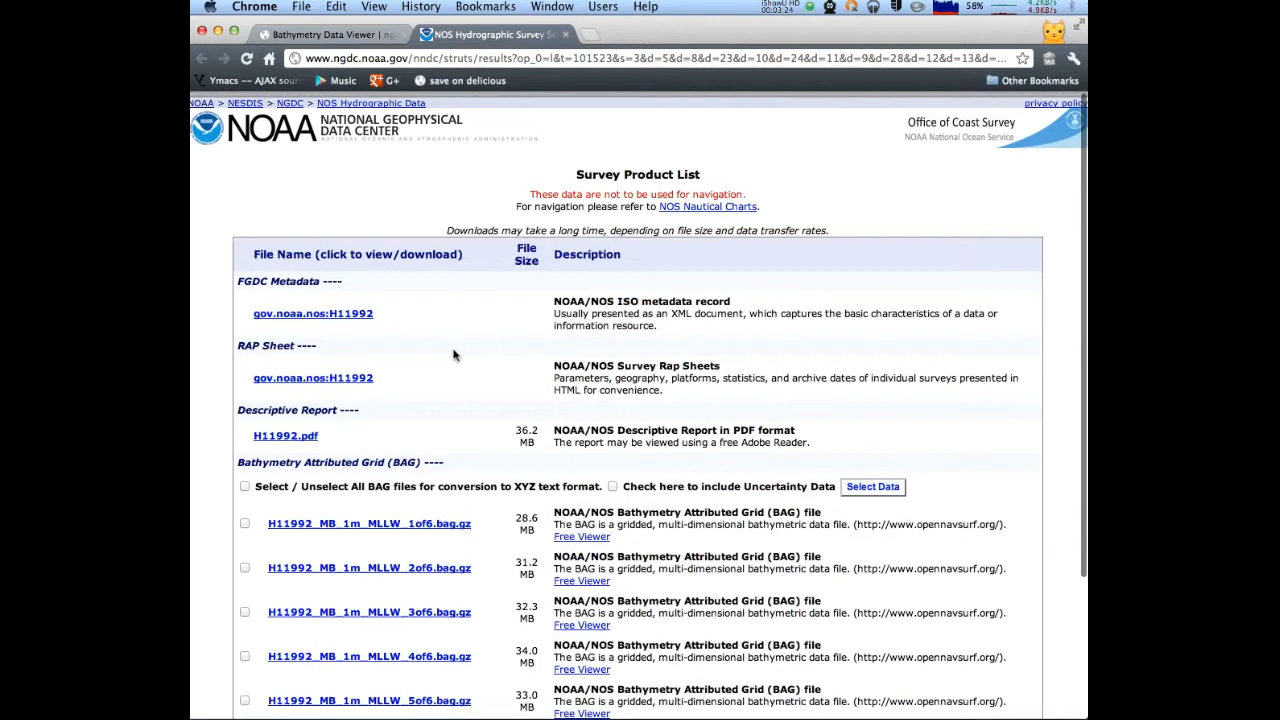 Chrome File Edit View History Bookmarks Window Users Help
iShowU HD
00:03:24
58%
4.2KB/s
4.9KB/s
Bathymetry Data Viewer | ng
NOS Hydrographic Survey Se
www.ngdc.noaa.gov/nndc/struts/results?op_0=l&t=101523&s=3&d=5&d=8&d=23&d=10&d=24&d=11&d=9&d=28&d=12&d=13&d=...
Ymacs -- AJAX sour
Music
G+
save on delicious
Other Bookmarks
NOAA > NESDIS > NGDC > NOS Hydrographic Data
privacy policy
NOAA
NATIONAL GEOPHYSICAL
DATA CENTER
NATIONAL OCEANIC AND ATMOSPHERIC ADMINISTRATION
Office of Coast Survey
NOAA National Ocean Service
Survey Product List
These data are not to be used for navigation.
For navigation please refer to NOS Nautical Charts.
Downloads may take a long time, depending on file size and data transfer rates.
File Name (click to view/download)
File
Size
Description
FGDC Metadata ----
gov.noaa.nos:H11992
NOAA/NOS ISO metadata record
Usually presented as an XML document, which captures the basic characteristics of a data or
information resource.
RAP Sheet ----
gov.noaa.nos:H11992
NOAA/NOS Survey Rap Sheets
Parameters, geography, platforms, statistics, and archive dates of individual surveys presented in
HTML for convenience.
Descriptive Report ----
H11992.pdf
36.2
MB
NOAA/NOS Descriptive Report in PDF format
The report may be viewed using a free Adobe Reader.
Bathymetry Attributed Grid (BAG) ----
Select / Unselect All BAG files for conversion to XYZ text format.
Check here to include Uncertainty Data
Select Data
H11992_MB_1m_MLLW_1of6.bag.gz
28.6
MB
NOAA/NOS Bathymetry Attributed Grid (BAG) file
The BAG is a gridded, multi-dimensional bathymetric data file. (http://www.opennavsurf.org/).
Free Viewer
H11992_MB_1m_MLLW_2of6.bag.gz
31.2
MB
NOAA/NOS Bathymetry Attributed Grid (BAG) file
The BAG is a gridded, multi-dimensional bathymetric data file. (http://www.opennavsurf.org/).
Free Viewer
H11992_MB_1m_MLLW_3of6.bag.gz
32.3
MB
NOAA/NOS Bathymetry Attributed Grid (BAG) file
The BAG is a gridded, multi-dimensional bathymetric data file. (http://www.opennavsurf.org/).
Free Viewer
H11992_MB_1m_MLLW_4of6.bag.gz
34.0
MB
NOAA/NOS Bathymetry Attributed Grid (BAG) file
The BAG is a gridded, multi-dimensional bathymetric data file. (http://www.opennavsurf.org/).
Free Viewer
H11992_MB_1m_MLLW_5of6.bag.gz
33.0
MB
NOAA/NOS Bathymetry Attributed Grid (BAG) file
The BAG is a gridded, multi-dimensional bathymetric data file. (http://www.opennavsurf.org/).
Free Viewer